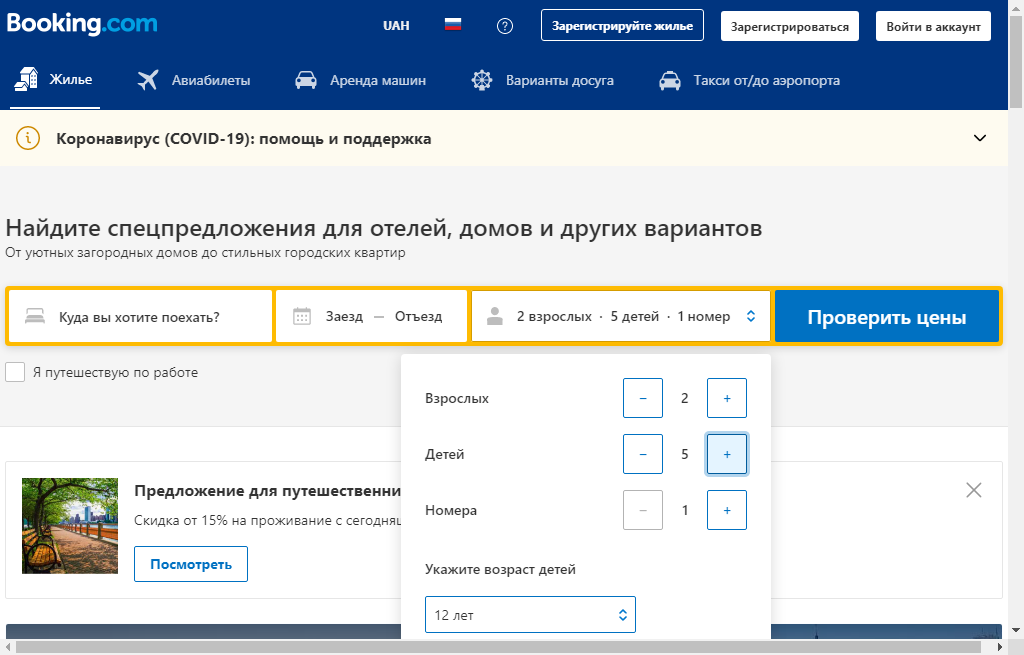 Booking.com
UAH
Зарегистрируйте жилье
Зарегистрироваться
Войти в аккаунт
Жилье
Авиабилеты
Аренда машин
Варианты досуга
Такси от/до аэропорта
Коронавирус (COVID-19): помощь и поддержка
Найдите спецпредложения для отелей, домов и других вариантов
От уютных загородных домов до стильных городских квартир
Куда вы хотите поехать?
Заезд — Отъезд
2 взрослых · 5 детей · 1 номер
Проверить цены
Я путешествую по работе
Взрослых
− 2 +
Детей
− 5 +
Номера
− 1 +
Укажите возраст детей
12 лет
Предложение для путешественни
Скидка от 15% на проживание с сегодня
Посмотреть